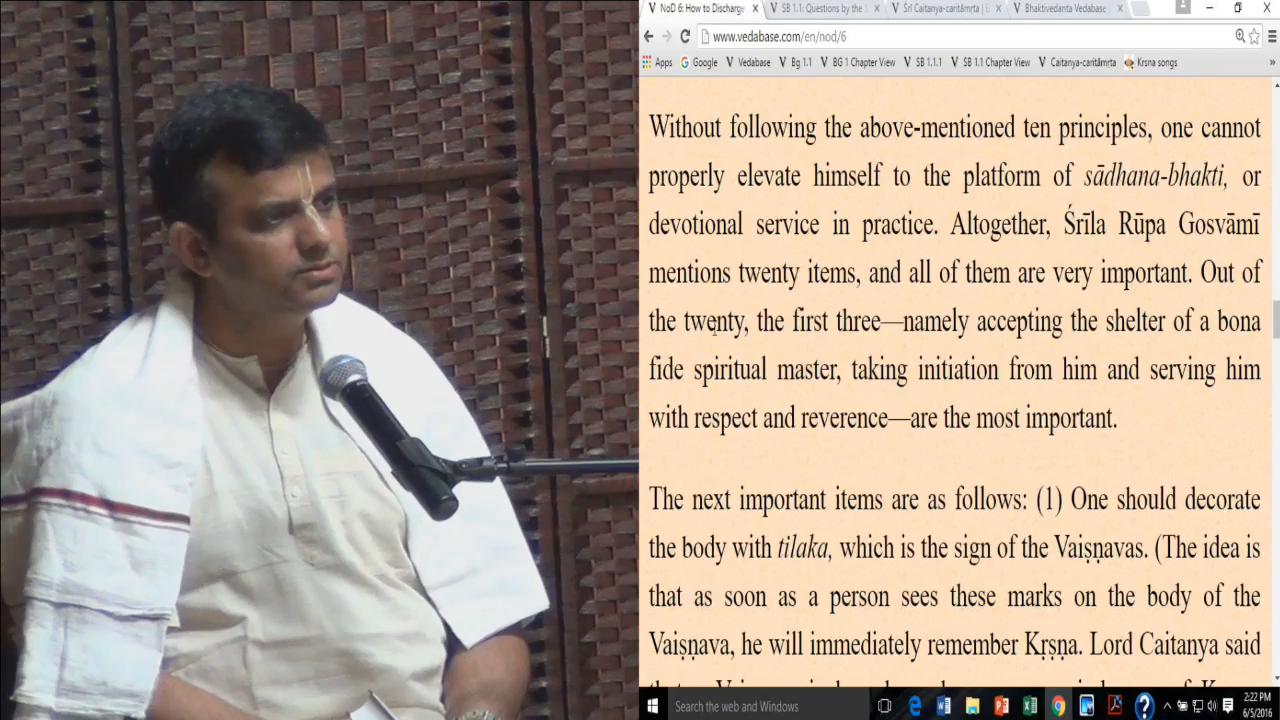 NoD 6: How to Discharge
SB 1.1: Questions by the
Śrī Caitanya-caritāmṛta |
Bhaktivedanta Vedabase
www.vedabase.com/en/nod/6
Apps Google Vedabase Bg 1.1 BG 1 Chapter View SB 1.1.1 SB 1.1 Chapter View Caitanya-caritāmṛta Krsna songs »
Without following the above-mentioned ten principles, one cannot
properly elevate himself to the platform of sādhana-bhakti, or
devotional service in practice. Altogether, Śrīla Rūpa Gosvāmī
mentions twenty items, and all of them are very important. Out of
the twenty, the first three—namely accepting the shelter of a bona
fide spiritual master, taking initiation from him and serving him
with respect and reverence—are the most important.
The next important items are as follows: (1) One should decorate
the body with tilaka, which is the sign of the Vaiṣṇavas. (The idea is
that as soon as a person sees these marks on the body of the
Vaiṣṇava, he will immediately remember Kṛṣṇa. Lord Caitanya said
Search the web and Windows
2:22 PM
6/5/2016